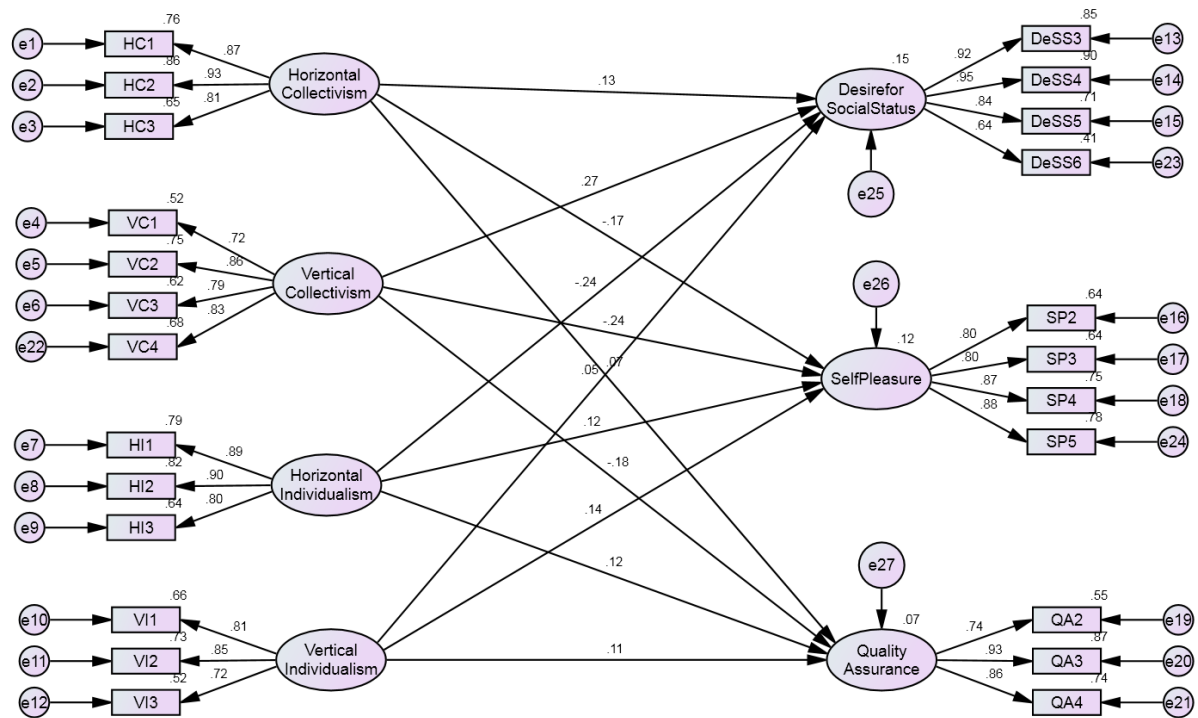 .76
e1
HC1
.87
.86
e2
HC2
.93
.65
e3
HC3
.81
Horizontal
Collectivism
.52
e4
VC1
.72
.75
e5
VC2
.86
.62
e6
VC3
.79
.68
e22
VC4
.83
Vertical
Collectivism
.79
e7
HI1
.89
.82
e8
HI2
.90
.64
e9
HI3
.80
Horizontal
Individualism
.66
e10
VI1
.81
.73
e11
VI2
.85
.52
e12
VI3
.72
Vertical
Individualism
.13
.27
-.17
-.24
-.24
.05
.07
.12
-.18
.14
.12
.11
.15
Desirefor
SocialStatus
e25
.85
.92
DeSS3
e13
.90
.95
DeSS4
e14
.71
.84
DeSS5
e15
.41
.64
DeSS6
e23
e26
.12
SelfPleasure
.64
.80
SP2
e16
.64
.80
SP3
e17
.75
.87
SP4
e18
.78
.88
SP5
e24
e27
.07
Quality
Assurance
.55
.74
QA2
e19
.87
.93
QA3
e20
.74
.86
QA4
e21